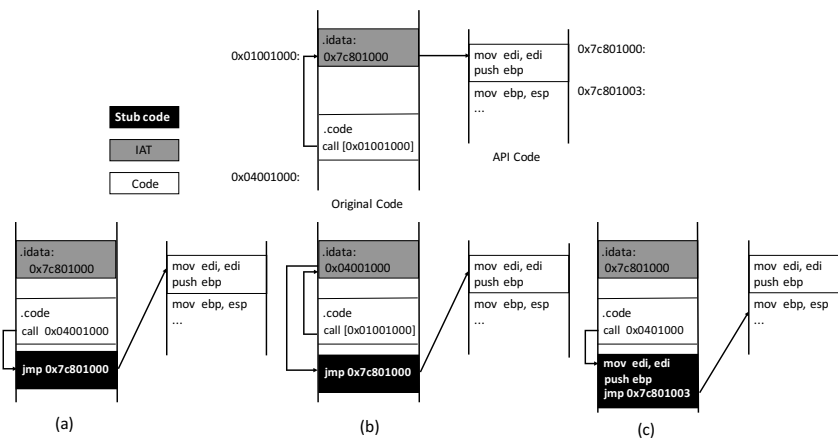 .idata:
0x01001000:
0x7c801000
mov edi, edi
push ebp
0x7c801000:
mov ebp, esp
...
0x7c801003:
Stub code
IAT
Code
.code
call [0x01001000]
API Code
0x04001000:
Original Code
.idata:
0x7c801000
.code
call 0x04001000
jmp 0x7c801000
mov edi, edi
push ebp
mov ebp, esp
...
(a)
.idata:
0x04001000
.code
call [0x01001000]
jmp 0x7c801000
mov edi, edi
push ebp
mov ebp, esp
...
(b)
.idata:
0x7c801000
.code
call 0x0401000
mov edi, edi
push ebp
jmp 0x7c801003
mov edi, edi
push ebp
mov ebp, esp
...
(c)